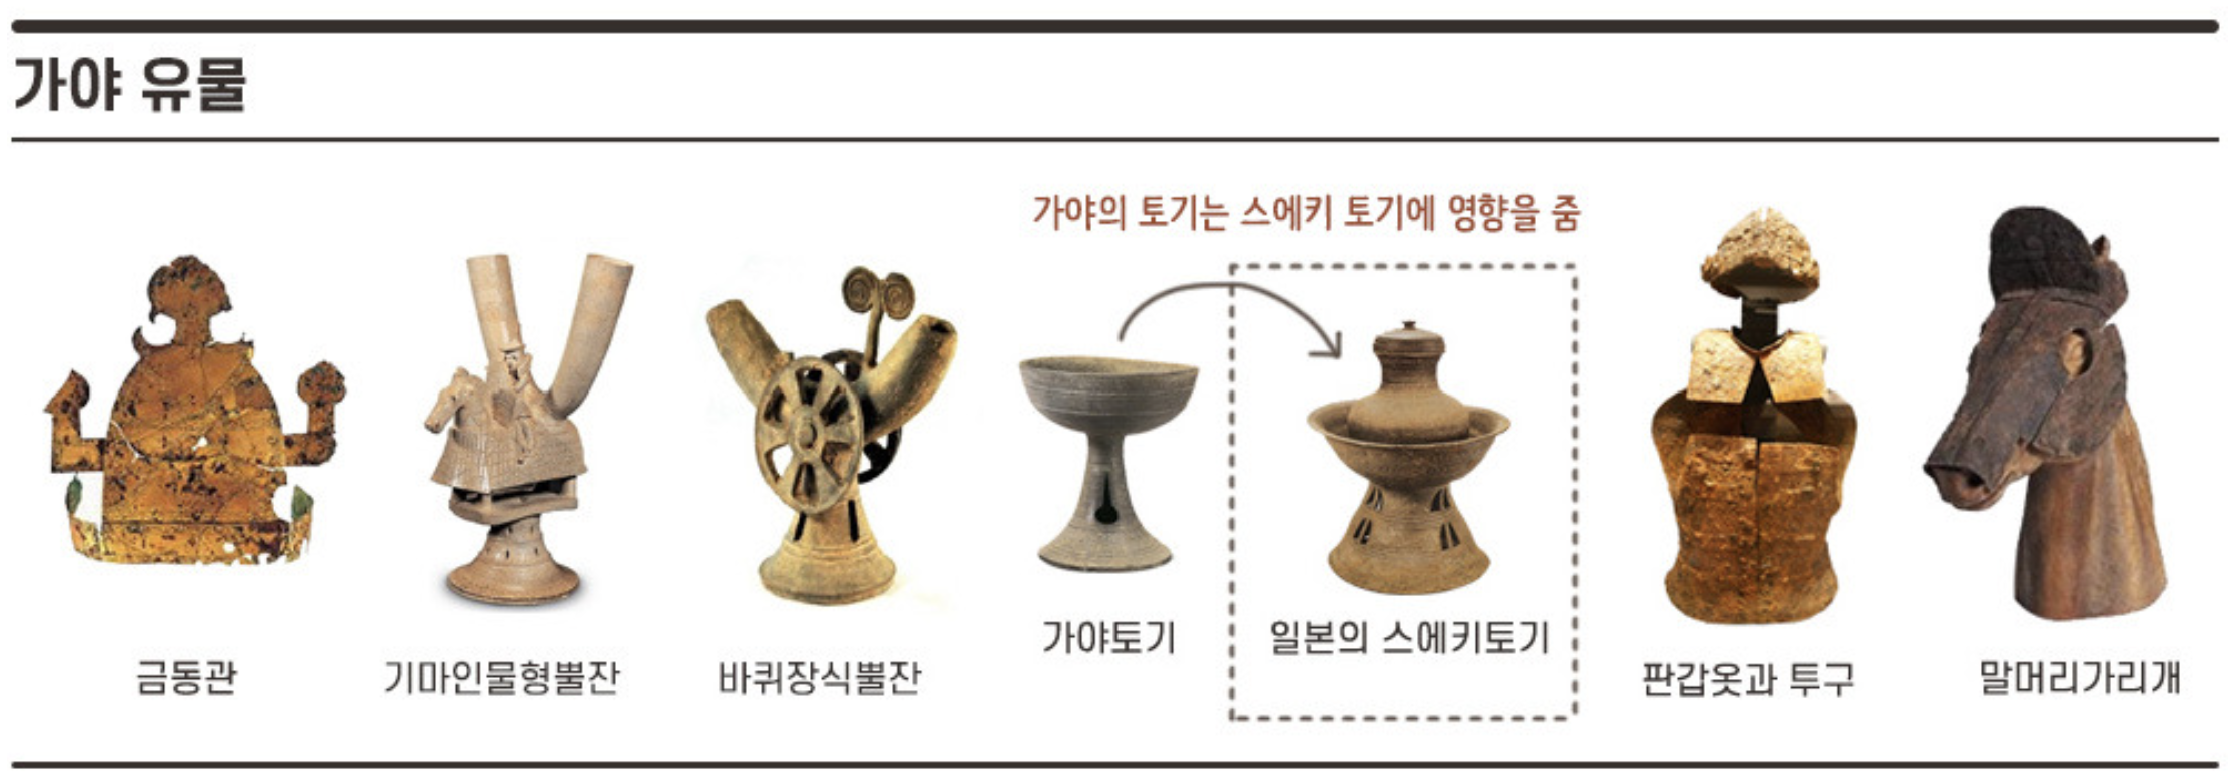 가야 유물
가야의 토기는 스에키 토기에 영향을 줌
금동관
기마인물형뿔잔
바퀴장식뿔잔
가야토기
일본의 스에키토기
판갑옷과 투구
말머리가리개